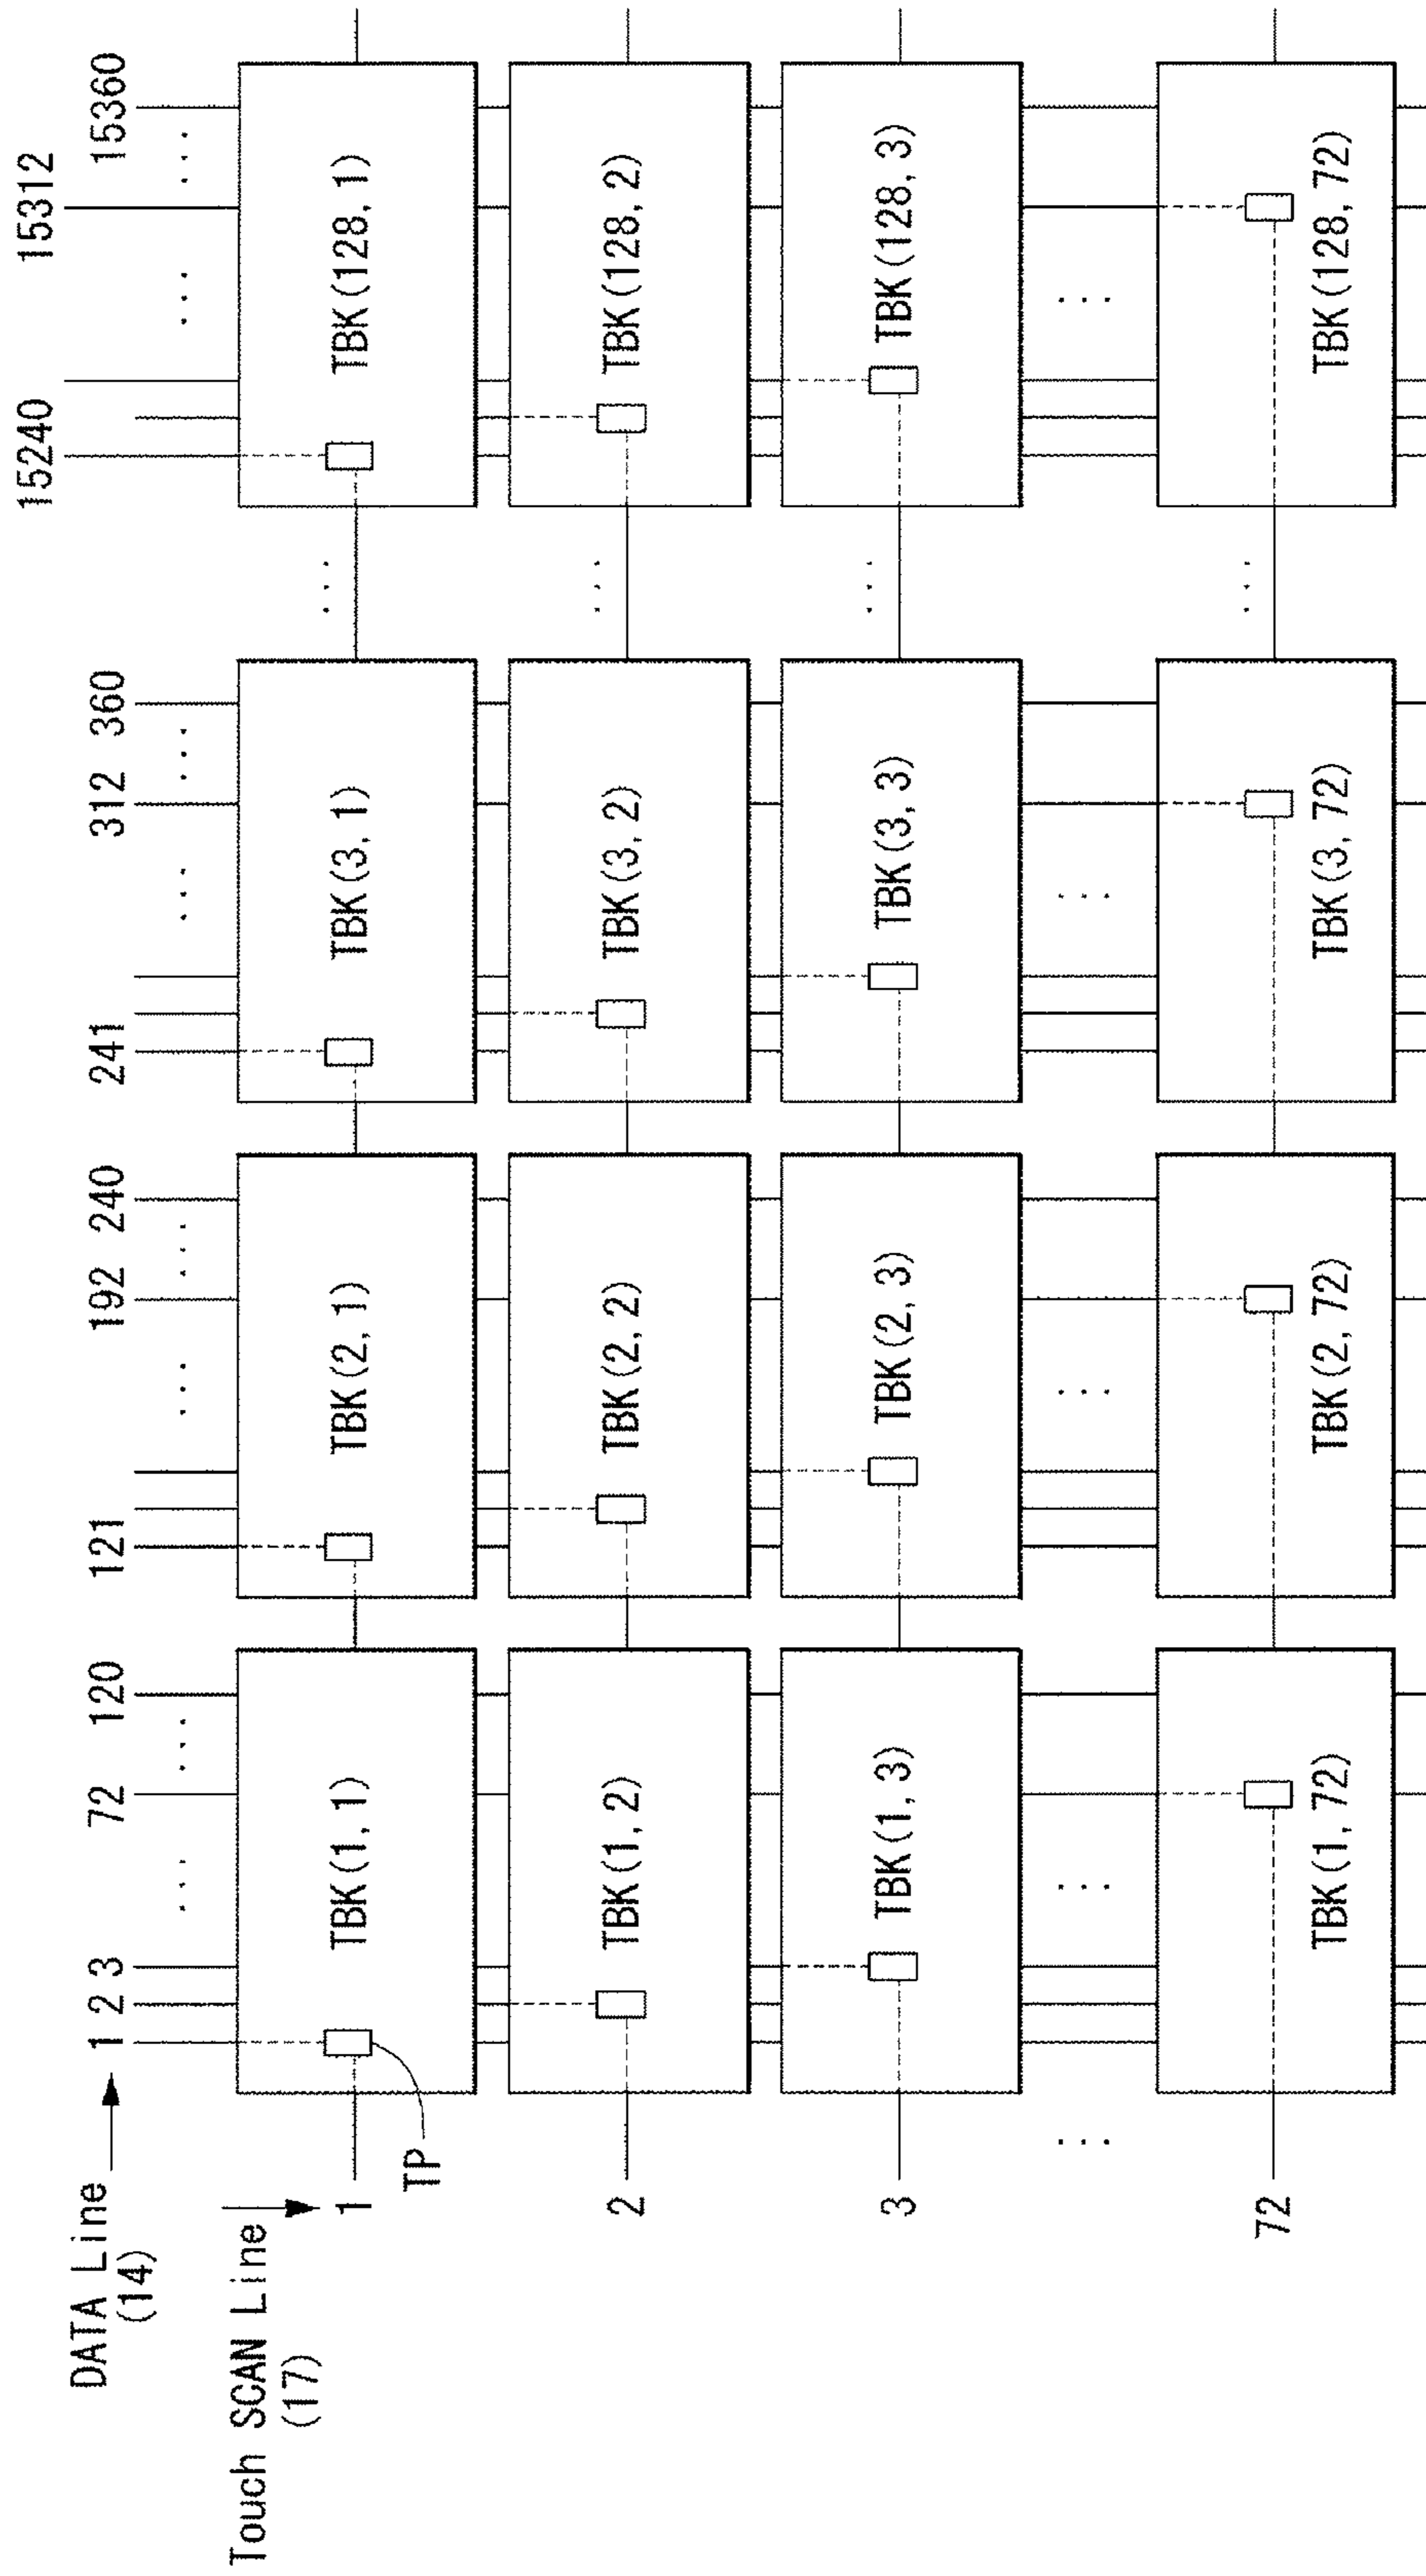 15240 15312
DATA Line 1 2 3 ... 72 ... 120 121 ... 192 ... 240 241 ... 312 ... 360 ... ... 15360
(14)
Touch SCAN Line
(17)
1 TBK(1, 1) TBK(2, 1) TBK(3, 1) ... TBK(128, 1)
TP
2 TBK(1, 2) TBK(2, 2) TBK(3, 2) ... TBK(128, 2)
3 TBK(1, 3) TBK(2, 3) TBK(3, 3) ... TBK(128, 3)
... ... ... ... ...
72 TBK(1, 72) TBK(2, 72) TBK(3, 72) ... TBK(128, 72)